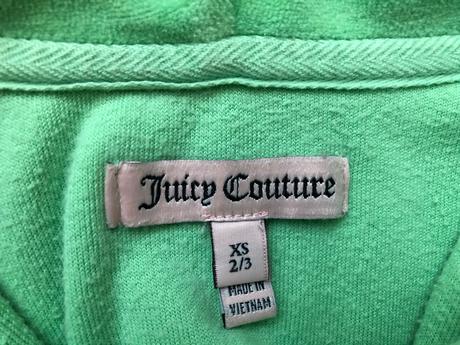 Juicy Couture
XS
2/3
MADE IN
VIETNAM